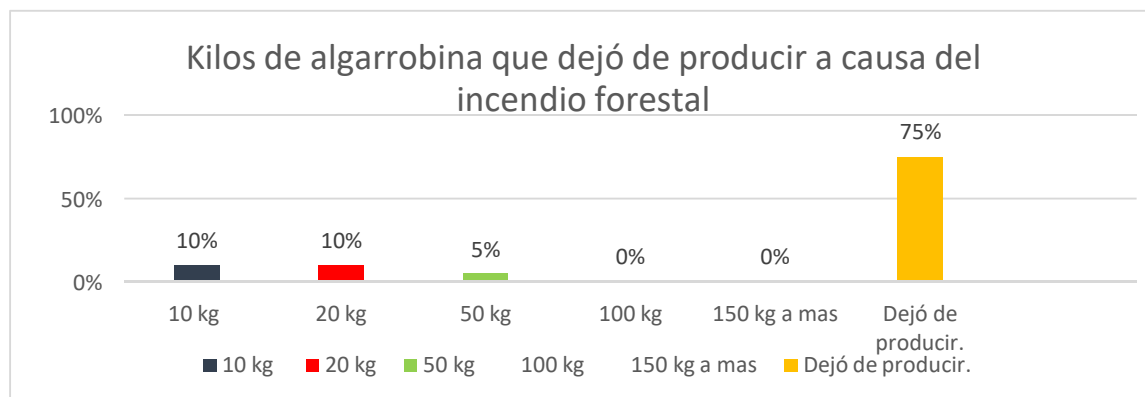 Kilos de algarrobina que dejó de producir a causa del
incendio forestal
100%
50%
0%
10%
10%
5%
0%
0%
75%
10 kg
20 kg
50 kg
100 kg
150 kg a mas
Dejó de
producir.
10 kg
20 kg
50 kg
100 kg
150 kg a mas
Dejó de producir.